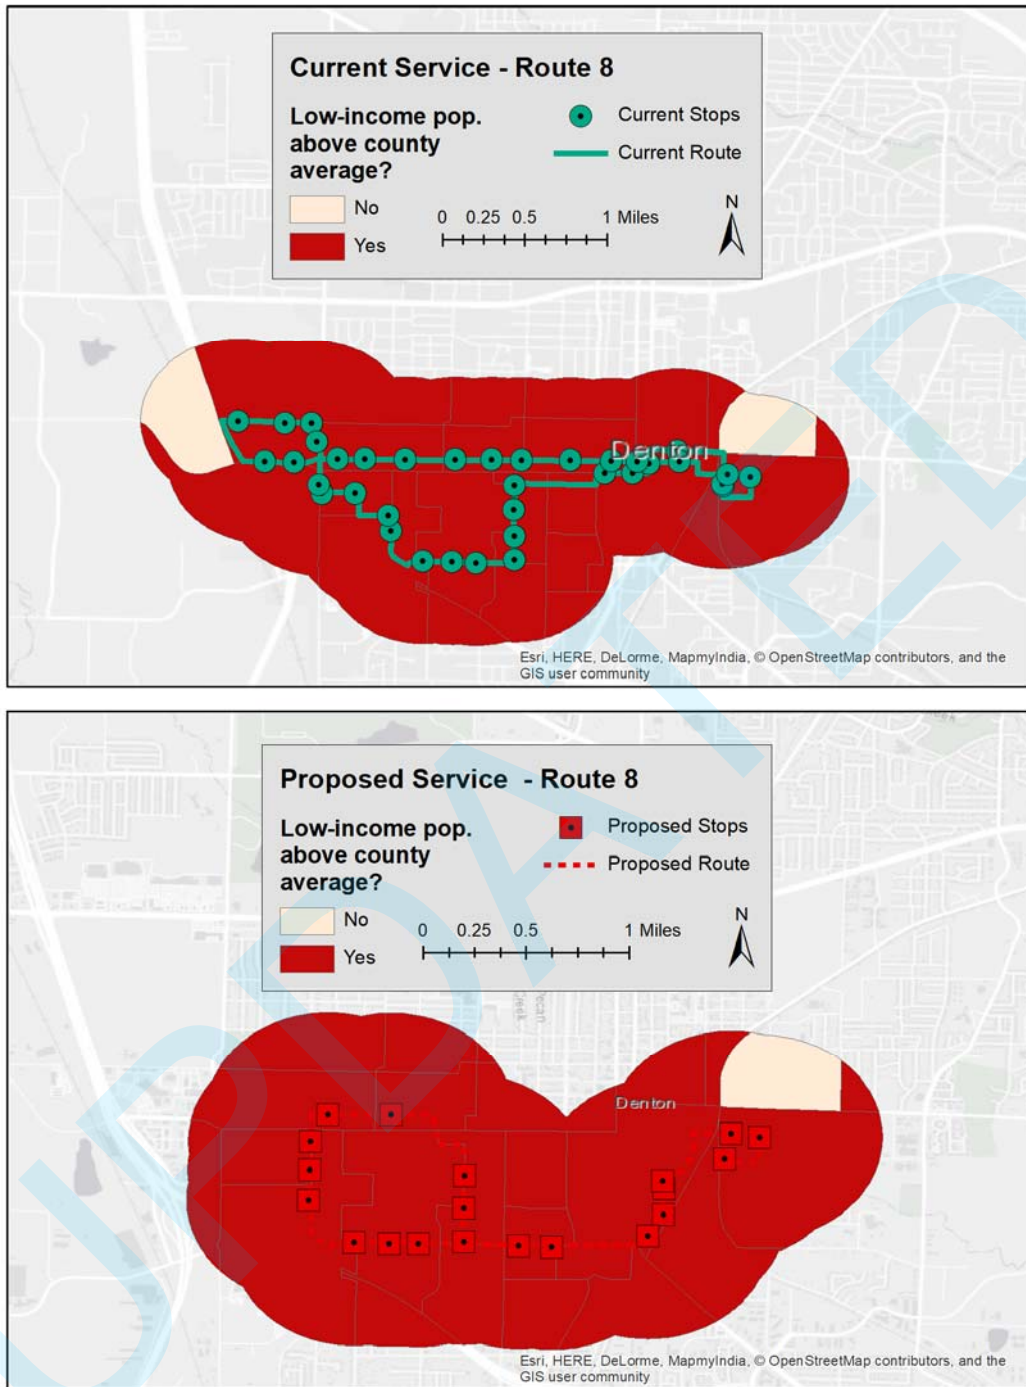 Current Service - Route 8
Low-income pop.
above county
average?
No
Yes
Current Stops
Current Route
0 0.25 0.5 1 Miles
N
Denton
Esri, HERE, DeLorme, MapmyIndia, © OpenStreetMap contributors, and the
GIS user community
Proposed Service - Route 8
Low-income pop.
above county
average?
No
Yes
Proposed Stops
Proposed Route
0 0.25 0.5 1 Miles
N
Pecan
Creek
Denton
Esri, HERE, DeLorme, MapmyIndia, © OpenStreetMap contributors, and the
GIS user community
UPDATED